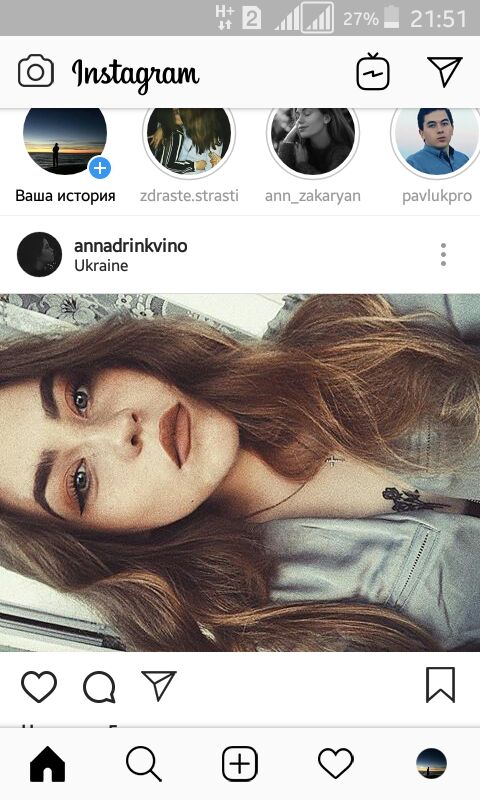 H+ 2 27% 21:51
Instagram
Ваша история zdraste.strasti ann_zakaryan pavlukpro
annadrinkvino
Ukraine